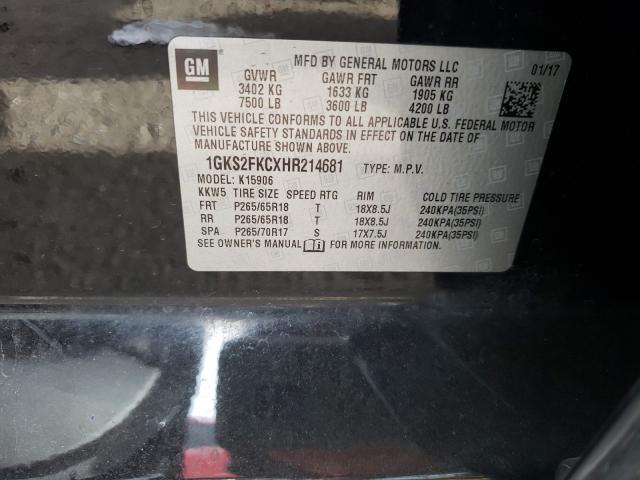 GM
MFD BY GENERAL MOTORS LLC
01/17
GVWR GAWR FRT GAWR RR
3402 KG 1633 KG 1905 KG
7500 LB 3600 LB 4200 LB
THIS VEHICLE CONFORMS TO ALL APPLICABLE U.S. FEDERAL MOTOR
VEHICLE SAFETY STANDARDS IN EFFECT ON THE DATE OF
MANUFACTURE SHOWN ABOVE.
1GKS2FKCXHR214681 TYPE: M.P.V.
MODEL: K15906
KKW5 TIRE SIZE SPEED RTG RIM COLD TIRE PRESSURE
FRT P265/65R18 T 18X8.5J 240KPA(35PSI)
RR P265/65R18 T 18X8.5J 240KPA(35PSI)
SPA P265/70R17 S 17X7.5J 240KPA(35PSI)
SEE OWNER'S MANUAL FOR MORE INFORMATION.